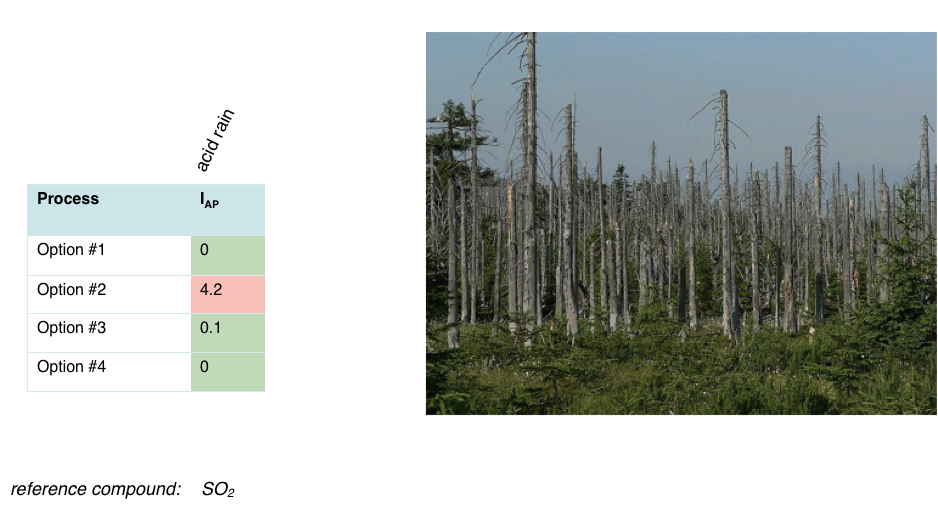 acid rain
Process I_AP
Option #1 0
Option #2 4.2
Option #3 0.1
Option #4 0
reference compound: SO₂